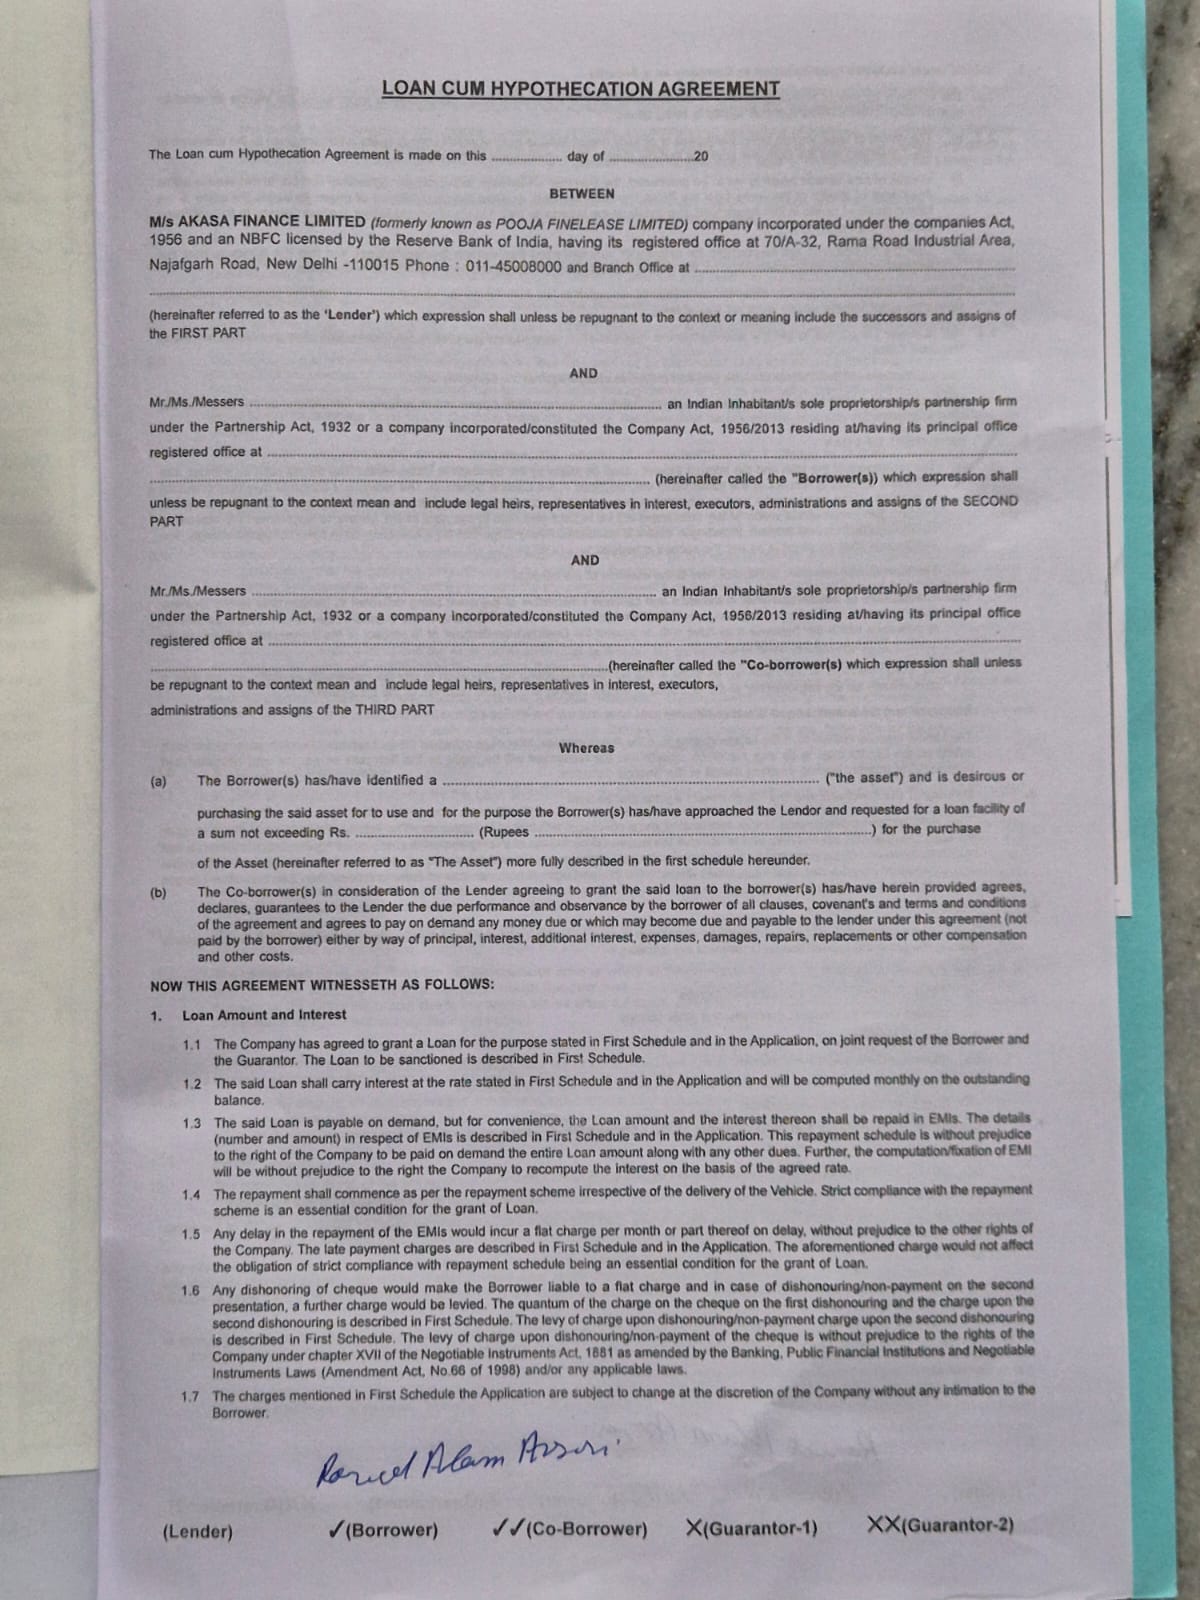 LOAN CUM HYPOTHECATION AGREEMENT
The Loan cum Hypothecation Agreement is made on this .................... day of ........................20
BETWEEN
M/s AKASA FINANCE LIMITED (formerly known as POOJA FINELEASE LIMITED) company incorporated under the companies Act,
1956 and an NBFC licensed by the Reserve Bank of India, having its registered office at 70/A-32, Rama Road Industrial Area,
Najafgarh Road, New Delhi -110015 Phone : 011-45008000 and Branch Office at ....................
....................
(hereinafter referred to as the 'Lender') which expression shall unless be repugnant to the context or meaning include the successors and assigns of
the FIRST PART
AND
Mr./Ms./Messers .................... an Indian Inhabitant/s sole proprietorship/s partnership firm
under the Partnership Act, 1932 or a company incorporated/constituted the Company Act, 1956/2013 residing at/having its principal office
registered office at ....................
.................... (hereinafter called the "Borrower(s)) which expression shall
unless be repugnant to the context mean and include legal heirs, representatives in interest, executors, administrations and assigns of the SECOND
PART
AND
Mr./Ms./Messers .................... an Indian Inhabitant/s sole proprietorship/s partnership firm
under the Partnership Act, 1932 or a company incorporated/constituted the Company Act, 1956/2013 residing at/having its principal office
registered office at ....................
....................(hereinafter called the "Co-borrower(s) which expression shall unless
be repugnant to the context mean and include legal heirs, representatives in interest, executors,
administrations and assigns of the THIRD PART
Whereas
(a) The Borrower(s) has/have identified a .................... ("the asset") and is desirous or
purchasing the said asset for to use and for the purpose the Borrower(s) has/have approached the Lendor and requested for a loan facility of
a sum not exceeding Rs. .................... (Rupees ....................) for the purchase
of the Asset (hereinafter referred to as "The Asset") more fully described in the first schedule hereunder.
(b) The Co-borrower(s) in consideration of the Lender agreeing to grant the said loan to the borrower(s) has/have herein provided agrees,
declares, guarantees to the Lender the due performance and observance by the borrower of all clauses, covenant's and terms and conditions
of the agreement and agrees to pay on demand any money due or which may become due and payable to the lender under this agreement (not
paid by the borrower) either by way of principal, interest, additional interest, expenses, damages, repairs, replacements or other compensation
and other costs.
NOW THIS AGREEMENT WITNESSETH AS FOLLOWS:
1. Loan Amount and Interest
1.1 The Company has agreed to grant a Loan for the purpose stated in First Schedule and in the Application, on joint request of the Borrower and
the Guarantor. The Loan to be sanctioned is described in First Schedule.
1.2 The said Loan shall carry interest at the rate stated in First Schedule and in the Application and will be computed monthly on the outstanding
balance.
1.3 The said Loan is payable on demand, but for convenience, the Loan amount and the interest thereon shall be repaid in EMIs. The details
(number and amount) in respect of EMIs is described in First Schedule and in the Application. This repayment schedule is without prejudice
to the right of the Company to be paid on demand the entire Loan amount along with any other dues. Further, the computation/fixation of EMI
will be without prejudice to the right the Company to recompute the interest on the basis of the agreed rate.
1.4 The repayment shall commence as per the repayment scheme irrespective of the delivery of the Vehicle. Strict compliance with the repayment
scheme is an essential condition for the grant of Loan.
1.5 Any delay in the repayment of the EMIs would incur a flat charge per month or part thereof on delay, without prejudice to the other rights of
the Company. The late payment charges are described in First Schedule and in the Application. The aforementioned charge would not affect
the obligation of strict compliance with repayment schedule being an essential condition for the grant of Loan.
1.6 Any dishonoring of cheque would make the Borrower liable to a flat charge and in case of dishonouring/non-payment on the second
presentation, a further charge would be levied. The quantum of the charge on the cheque on the first dishonouring and the charge upon the
second dishonouring is described in First Schedule. The levy of charge upon dishonouring/non-payment charge upon the second dishonouring
is described in First Schedule. The levy of charge upon dishonouring/non-payment of the cheque is without prejudice to the rights of the
Company under chapter XVII of the Negotiable Instruments Act, 1881 as amended by the Banking, Public Financial Institutions and Negotiable
Instruments Laws (Amendment Act, No.66 of 1998) and/or any applicable laws.
1.7 The charges mentioned in First Schedule the Application are subject to change at the discretion of the Company without any intimation to the
Borrower.
Alam
(Lender) ✓(Borrower) ✓✓(Co-Borrower) X(Guarantor-1) XX(Guarantor-2)